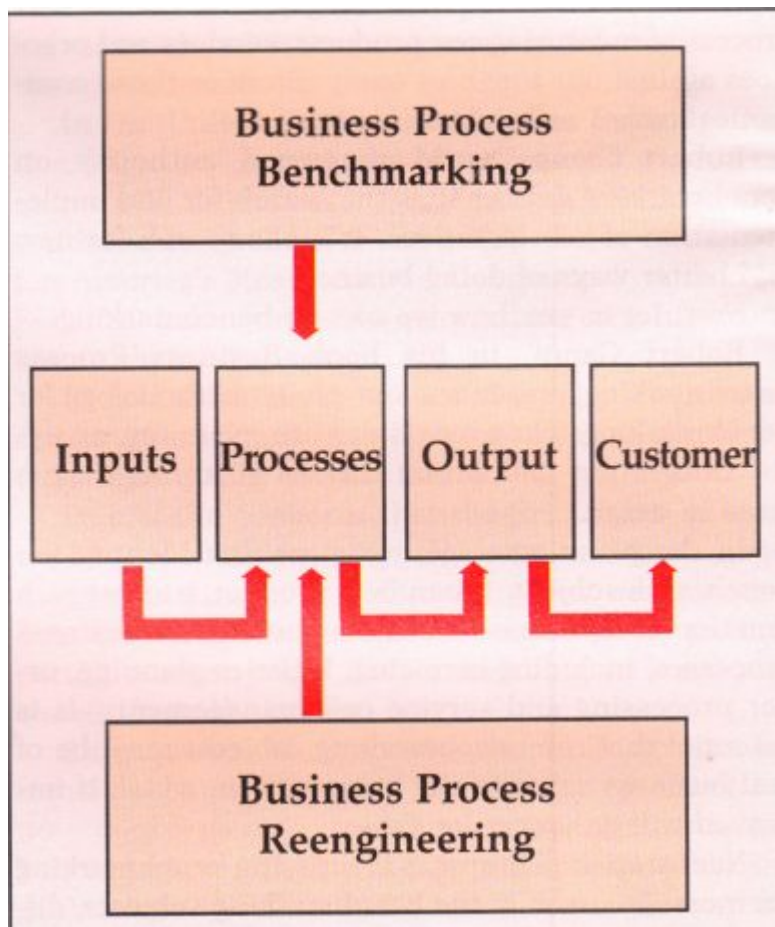 Business Process
Benchmarking
Inputs
Processes
Output
Customer
Business Process
Reengineering